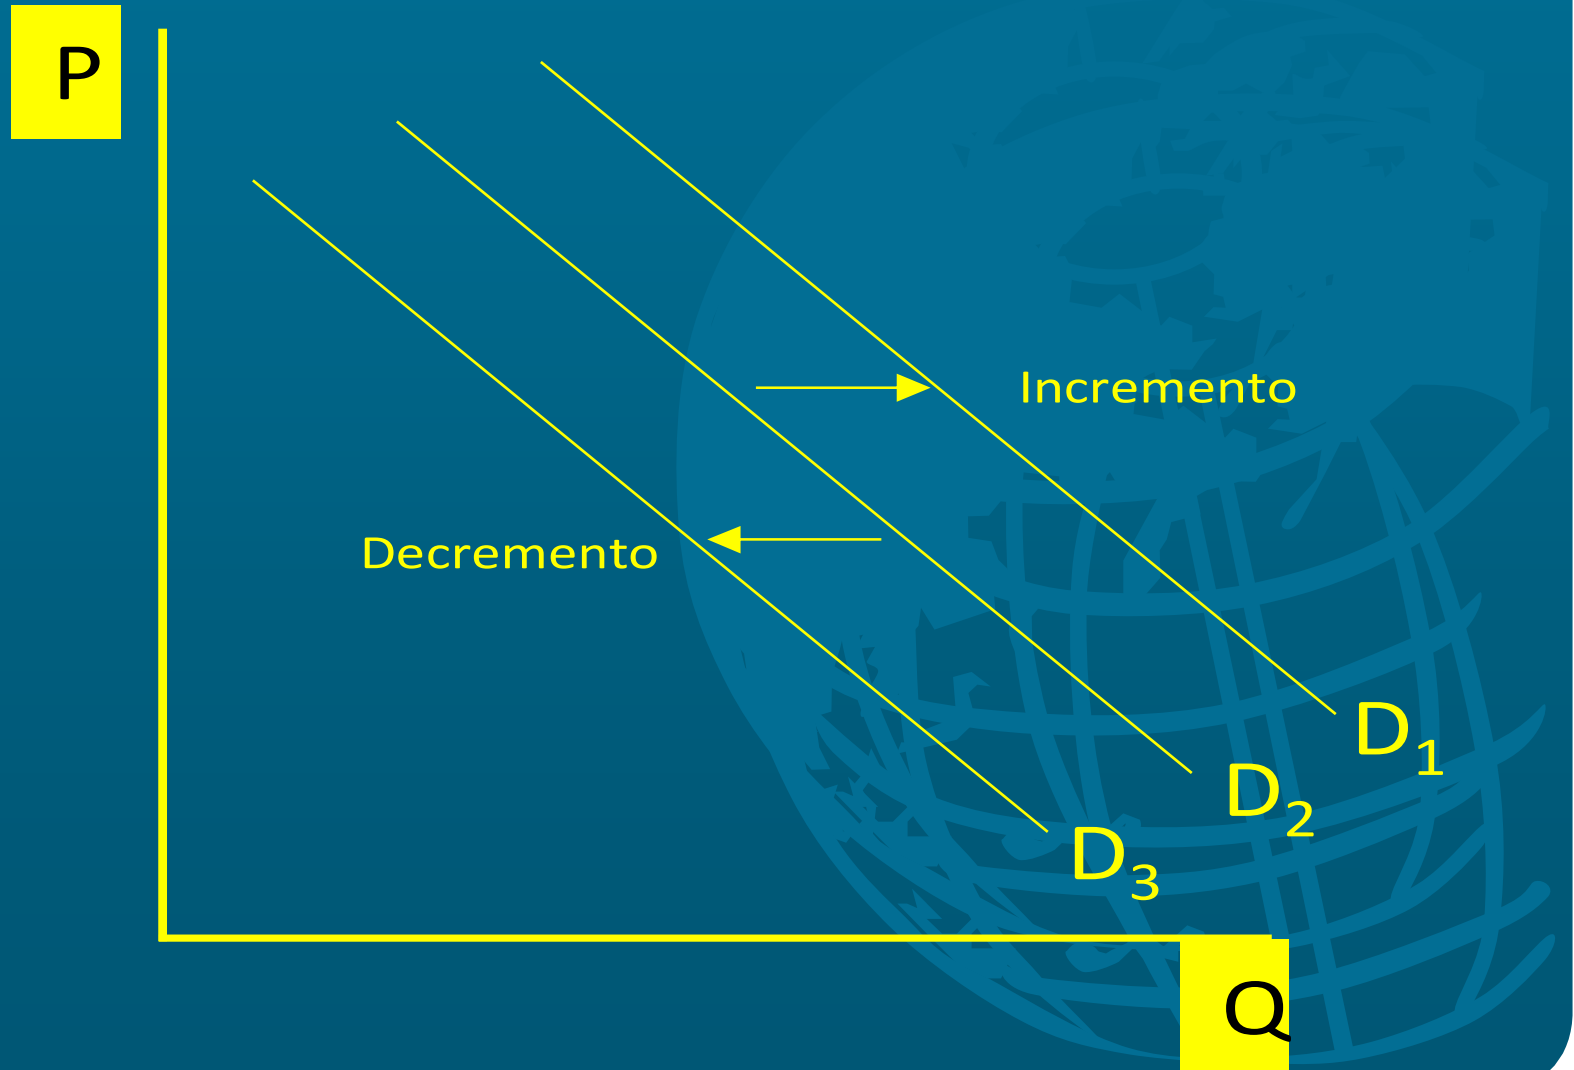 P
Incremento
Decremento
D₁
D₂
D₃
Q